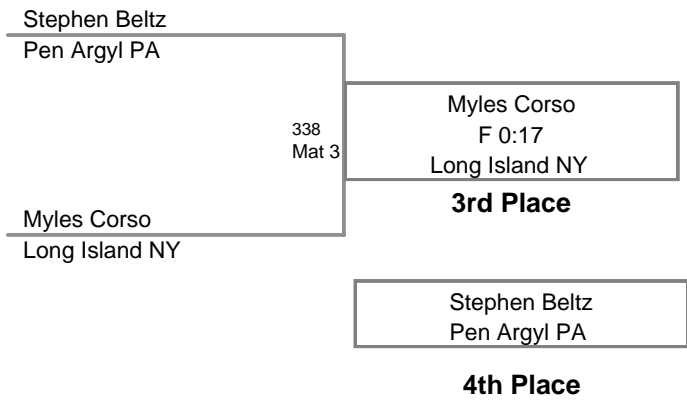 Stephen Beltz
Pen Argyl PA
338
Mat 3
Myles Corso
F 0:17
Long Island NY
3rd Place
Myles Corso
Long Island NY
Stephen Beltz
Pen Argyl PA
4th Place